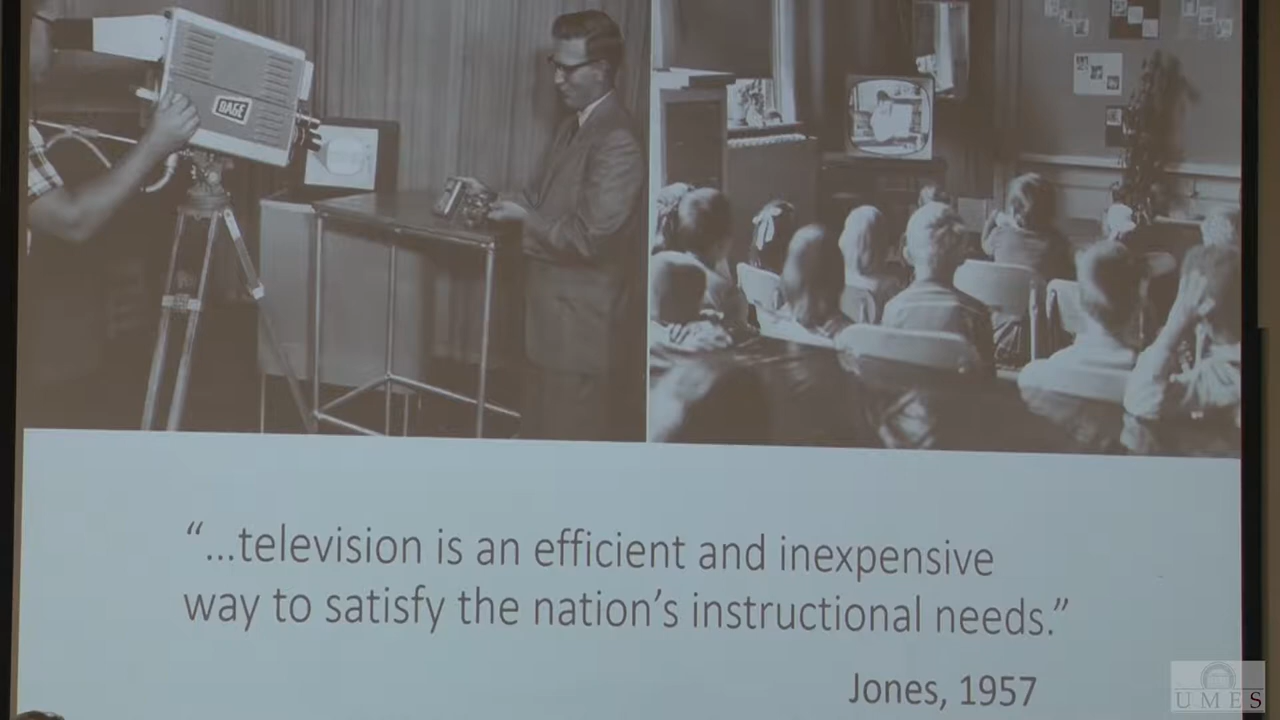 DAGE
“...television is an efficient and inexpensive
way to satisfy the nation’s instructional needs.”
Jones, 1957
UMES